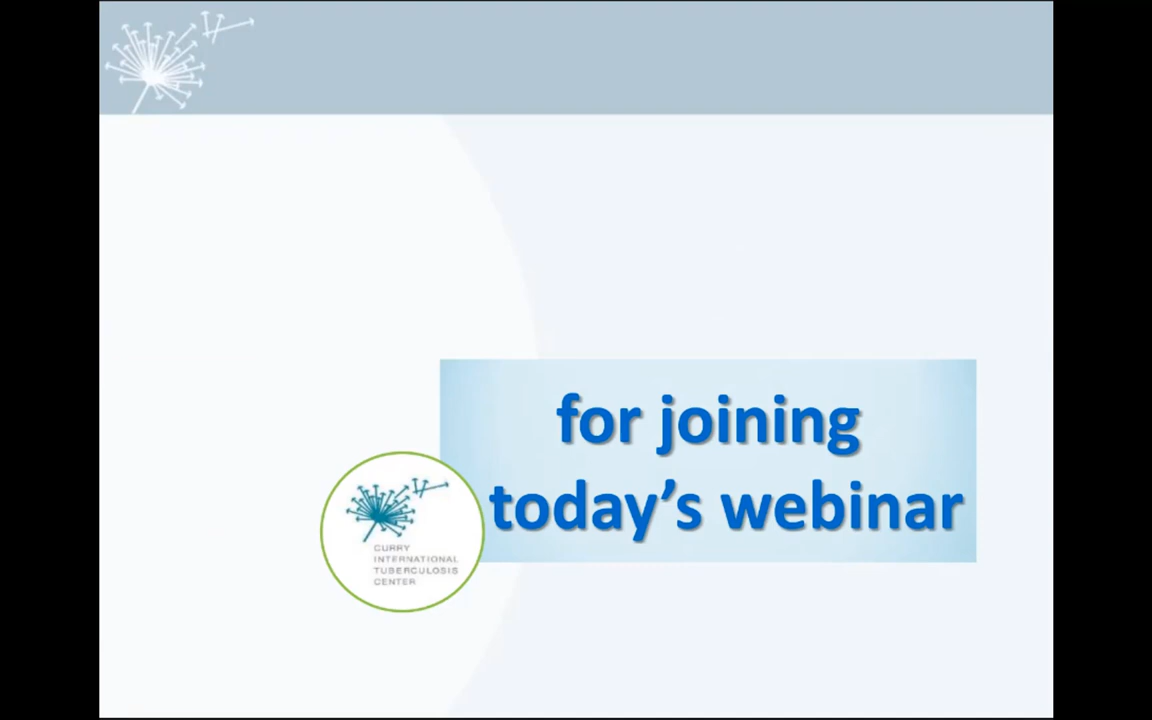 for joining
today’s webinar
CURRY
INTERNATIONAL
TUBERCULOSIS
CENTER